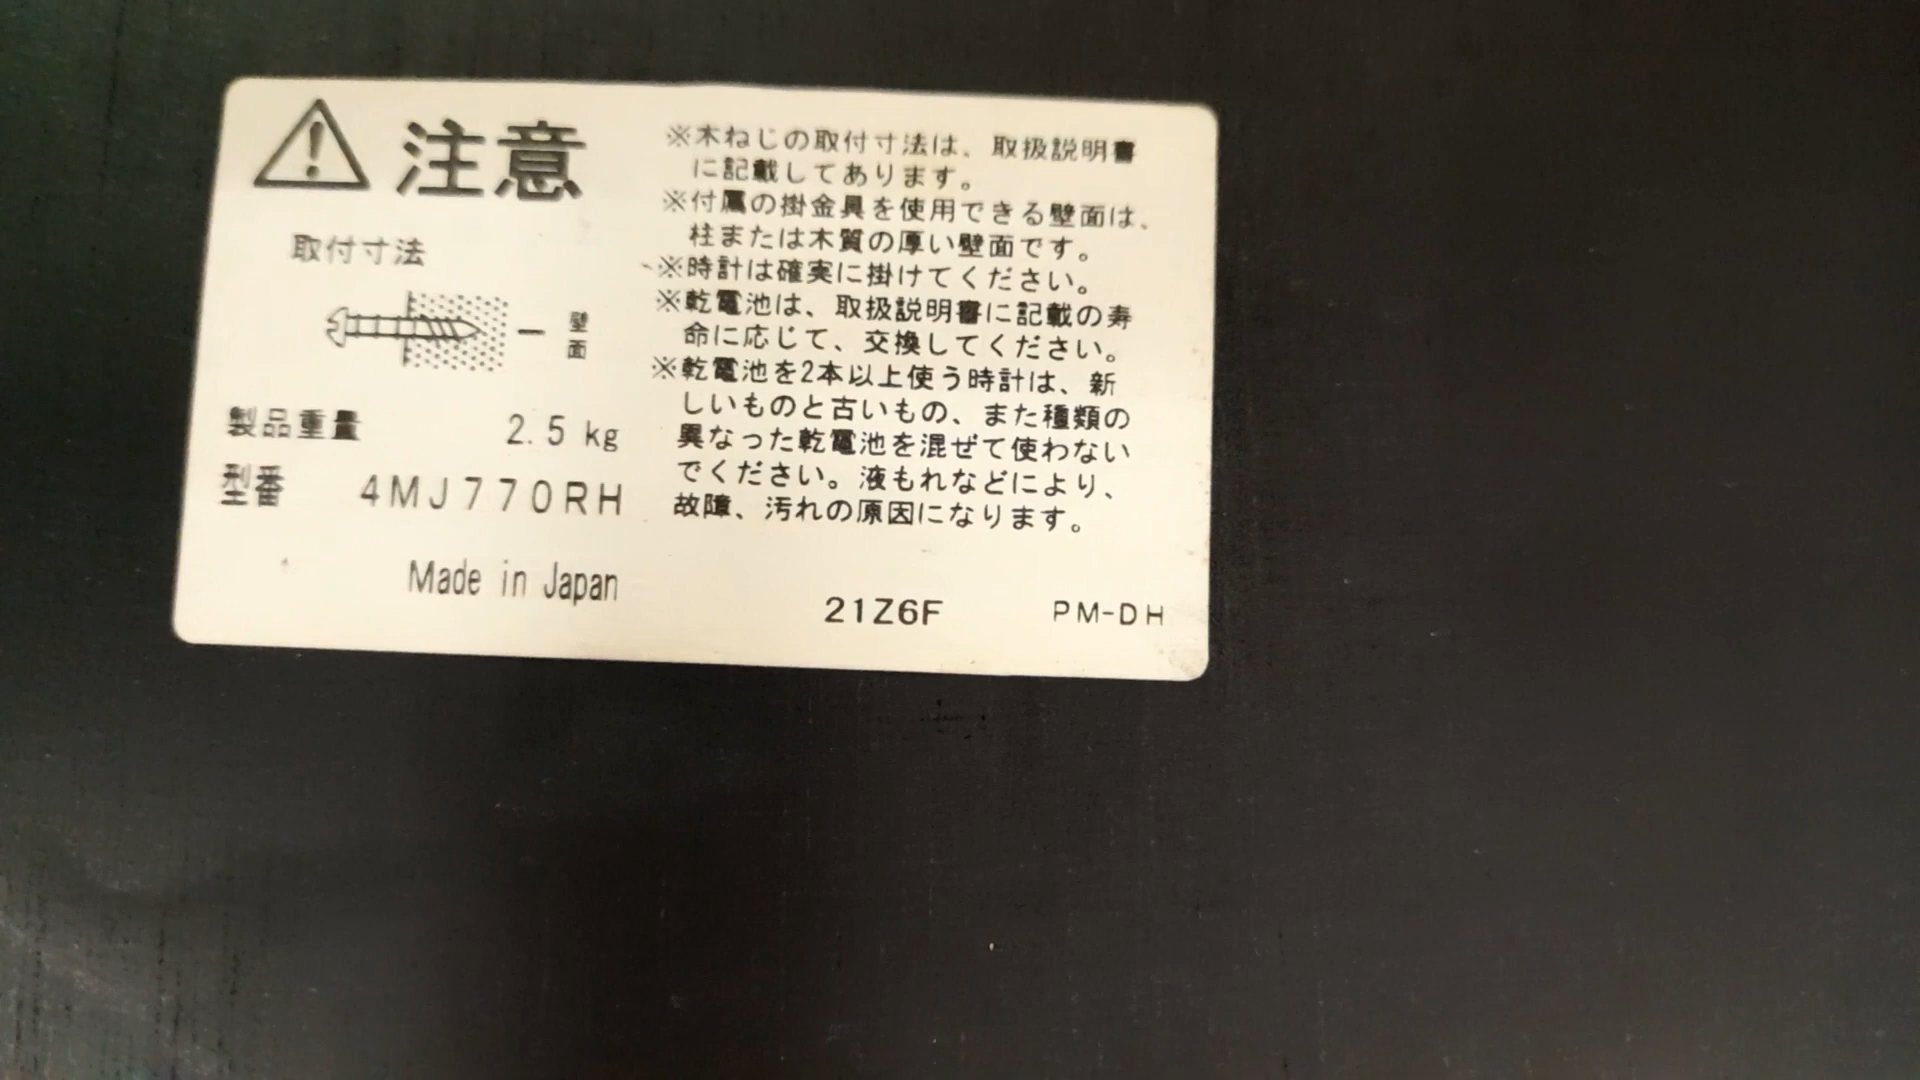 注意
取付寸法
壁面
製品重量 2.5 kg
型番 4MJ770RH
Made in Japan
※木ねじの取付寸法は、取扱説明書
に記載してあります。
※付属の掛金具を使用できる壁面は、
柱または木質の厚い壁面です。
※時計は確実に掛けてください。
※乾電池は、取扱説明書に記載の寿
命に応じて、交換してください。
※乾電池を2本以上使う時計は、新
しいものと古いもの、また種類の
異なった乾電池を混ぜて使わない
でください。液もれなどにより、
故障、汚れの原因になります。
21Z6F PM-DH